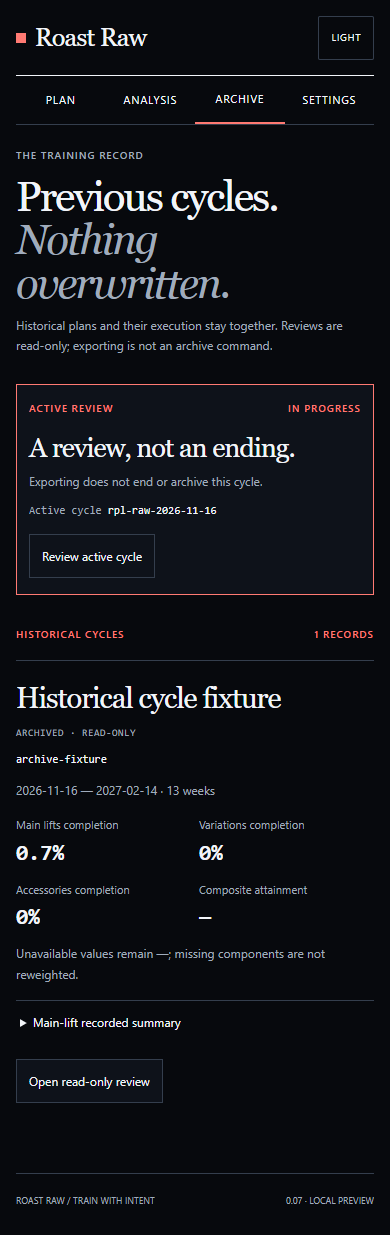 Roast Raw
LIGHT
PLAN
ANALYSIS
ARCHIVE
SETTINGS
THE TRAINING RECORD
Previous cycles.
Nothing
overwritten.
Historical plans and their execution stay together. Reviews are
read-only; exporting is not an archive command.
ACTIVE REVIEW
IN PROGRESS
A review, not an ending.
Exporting does not end or archive this cycle.
Active cycle rpl-raw-2026-11-16
Review active cycle
HISTORICAL CYCLES
1 RECORDS
Historical cycle fixture
ARCHIVED · READ-ONLY
archive-fixture
2026-11-16 — 2027-02-14 · 13 weeks
Main lifts completion
Variations completion
0.7%
0%
Accessories completion
Composite attainment
0%
—
Unavailable values remain —; missing components are not
reweighted.
Main-lift recorded summary
Open read-only review
ROAST RAW / TRAIN WITH INTENT
0.07 · LOCAL PREVIEW